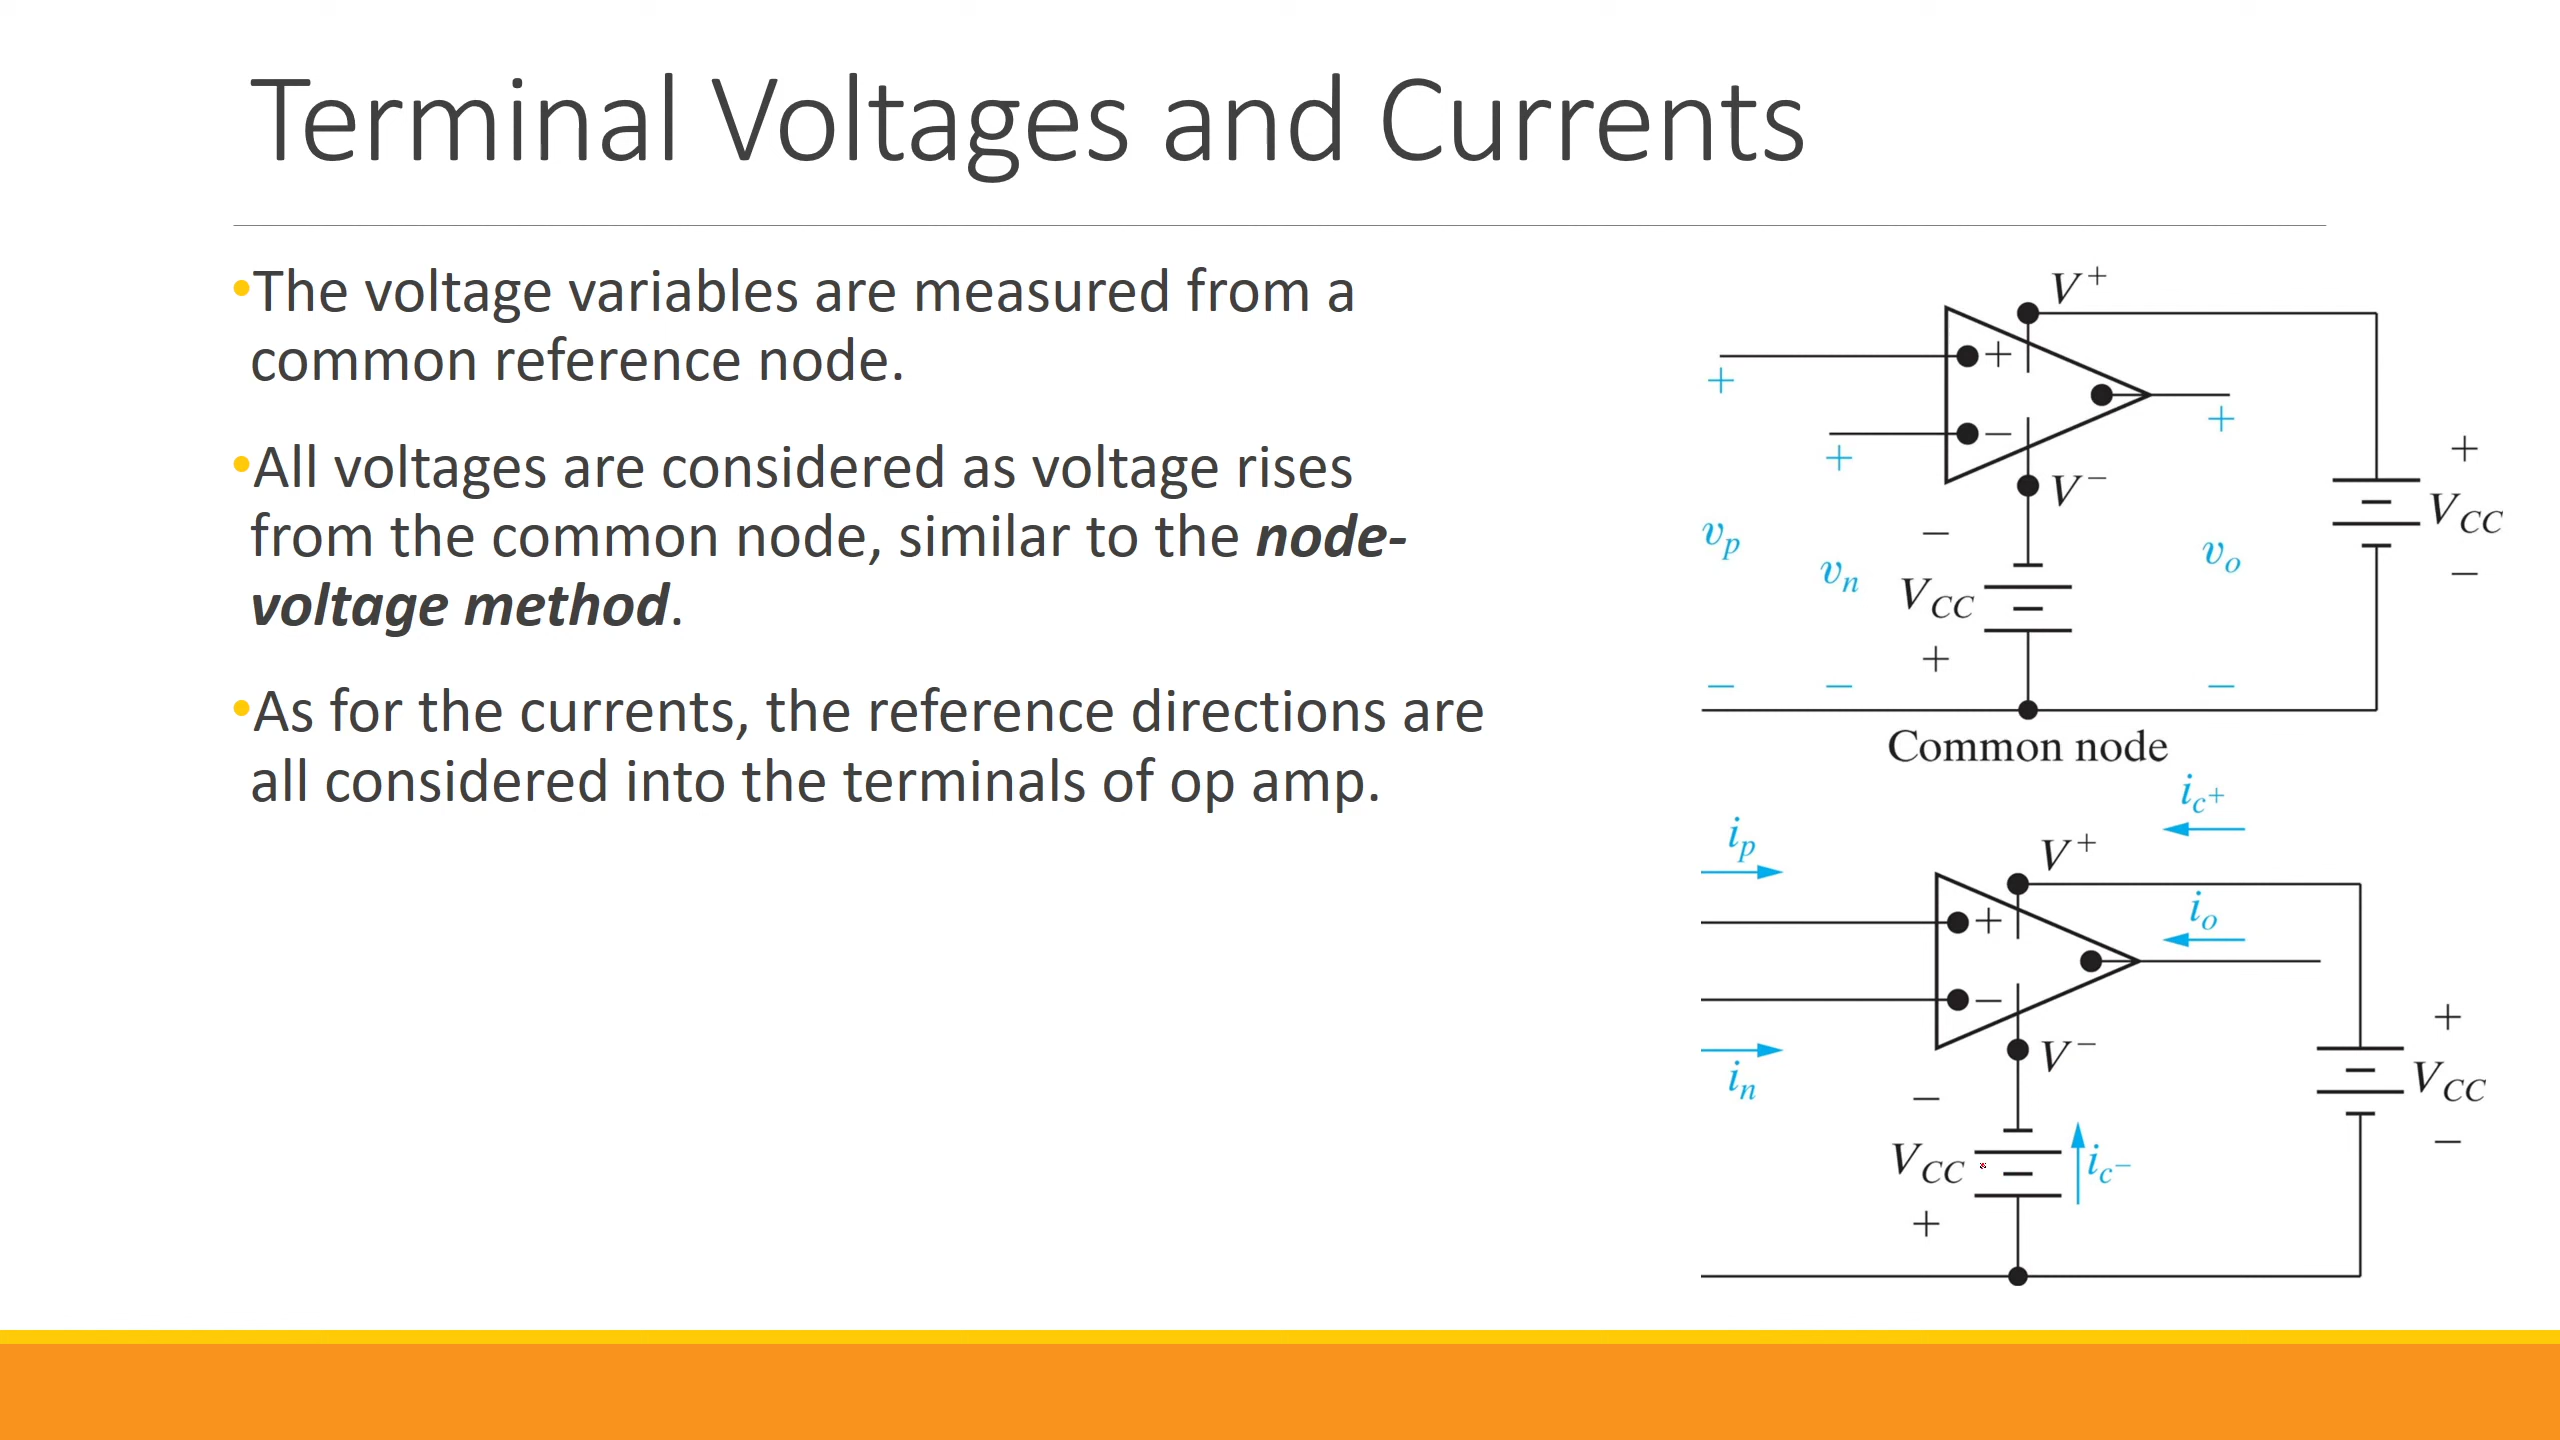 Terminal Voltages and Currents
•The voltage variables are measured from a
common reference node.
•All voltages are considered as voltage rises
from the common node, similar to the node-
voltage method.
•As for the currents, the reference directions are
all considered into the terminals of op amp.
V+
+
+
−
+
+
+
V−
+
−
VCC
vp
vn
VCC
vo
−
+
−
−
−
Common node
ic+
ip
V+
io
+
−
V−
+
in
−
VCC
VCC
ic−
−
+